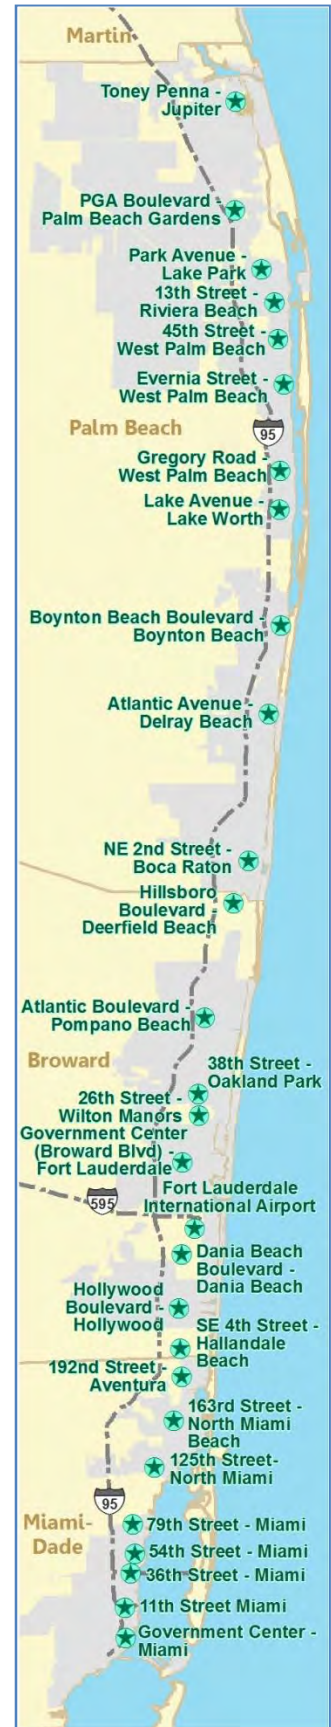 Martin
Toney Penna -
Jupiter
PGA Boulevard -
Palm Beach Gardens
Park Avenue -
Lake Park
13th Street -
Riviera Beach
45th Street -
West Palm Beach
Evernia Street -
West Palm Beach
Palm Beach
95
Gregory Road -
West Palm Beach
Lake Avenue -
Lake Worth
Boynton Beach Boulevard -
Boynton Beach
Atlantic Avenue -
Delray Beach
NE 2nd Street -
Boca Raton
Hillsboro
Boulevard -
Deerfield Beach
Atlantic Boulevard -
Pompano Beach
Broward
38th Street -
Oakland Park
26th Street -
Wilton Manors
Government Center
(Broward Blvd) -
Fort Lauderdale
595
Fort Lauderdale
International Airport
Dania Beach
Boulevard -
Dania Beach
Hollywood
Boulevard -
Hollywood
SE 4th Street -
Hallandale
Beach
192nd Street -
Aventura
163rd Street -
North Miami
Beach
125th Street-
North Miami
95
Miami-
Dade
79th Street - Miami
54th Street - Miami
36th Street - Miami
11th Street Miami
Government Center -
Miami